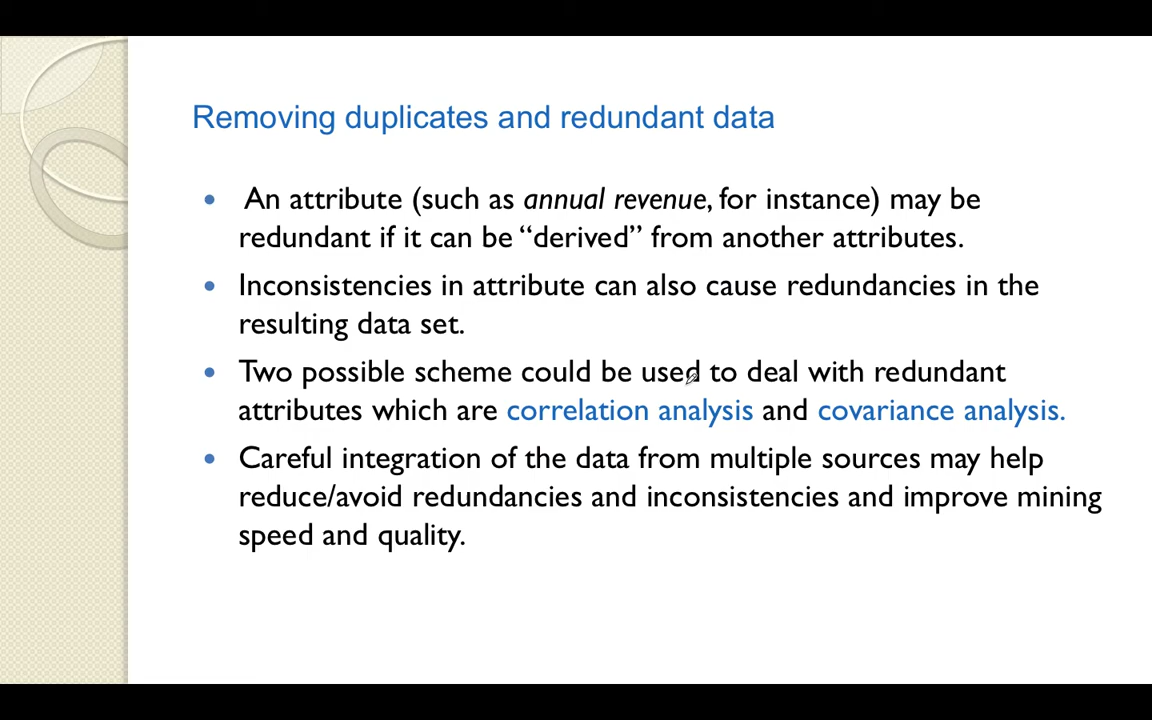 Removing duplicates and redundant data
• An attribute (such as annual revenue, for instance) may be
redundant if it can be “derived” from another attributes.
• Inconsistencies in attribute can also cause redundancies in the
resulting data set.
• Two possible scheme could be used to deal with redundant
attributes which are correlation analysis and covariance analysis.
• Careful integration of the data from multiple sources may help
reduce/avoid redundancies and inconsistencies and improve mining
speed and quality.